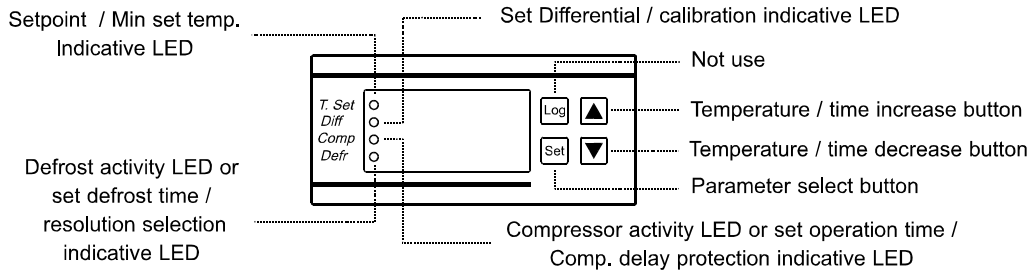 Setpoint / Min set temp.
Indicative LED
Set Differential / calibration indicative LED
Not use
T. Set
Diff
Comp
Defr
Log
Set
Temperature / time increase button
Temperature / time decrease button
Parameter select button
Defrost activity LED or
set defrost time /
resolution selection
indicative LED
Compressor activity LED or set operation time /
Comp. delay protection indicative LED